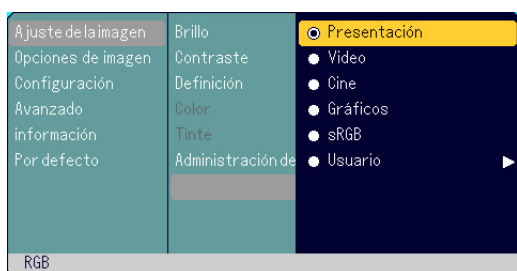 Ajuste de la imagen
Opciones de imagen
Configuración
Avanzado
información
Por defecto
Brillo
Contraste
Definición
Color
Tinte
Administración de
Presentación
Video
Cine
Gráficos
sRGB
Usuario
RGB